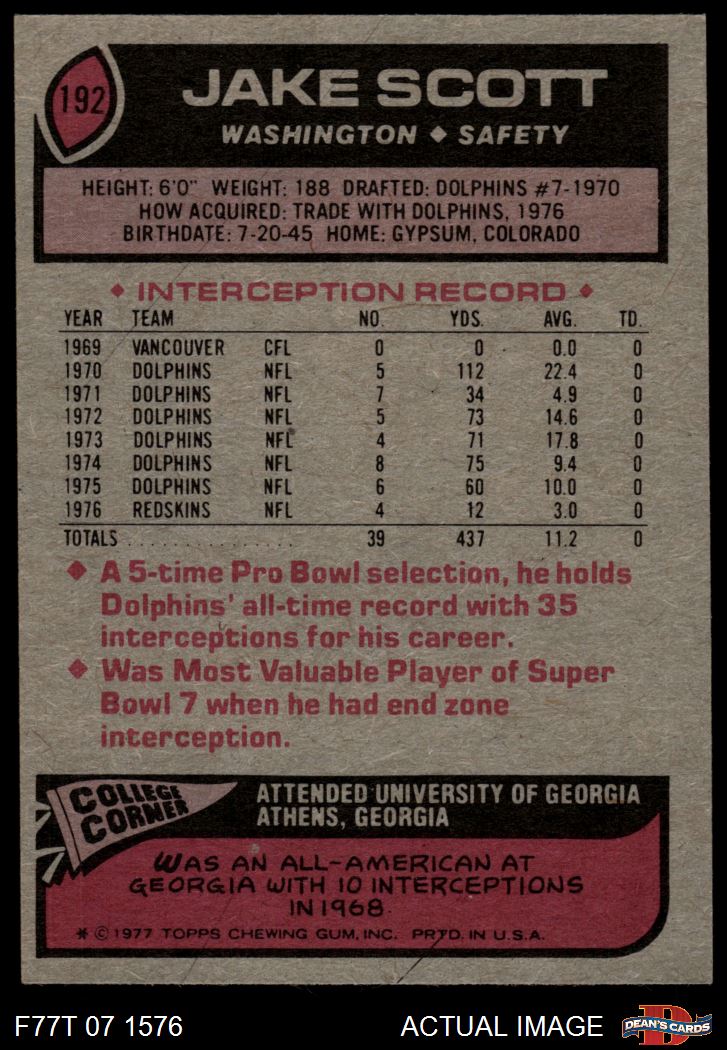 192
JAKE SCOTT
WASHINGTON ♦ SAFETY
HEIGHT: 6'0" WEIGHT: 188 DRAFTED: DOLPHINS #7-1970
HOW ACQUIRED: TRADE WITH DOLPHINS, 1976
BIRTHDATE: 7-20-45 HOME: GYPSUM, COLORADO
♦ INTERCEPTION RECORD ♦
YEAR TEAM NO. YDS. AVG. TD.
1969 VANCOUVER CFL 0 0 0.0 0
1970 DOLPHINS NFL 5 112 22.4 0
1971 DOLPHINS NFL 7 34 4.9 0
1972 DOLPHINS NFL 5 73 14.6 0
1973 DOLPHINS NFL 4 71 17.8 0
1974 DOLPHINS NFL 8 75 9.4 0
1975 DOLPHINS NFL 6 60 10.0 0
1976 REDSKINS NFL 4 12 3.0 0
TOTALS . . . . . . . . . . . . . . . 39 437 11.2 0
♦ A 5-time Pro Bowl selection, he holds
Dolphins' all-time record with 35
interceptions for his career.
♦ Was Most Valuable Player of Super
Bowl 7 when he had end zone
interception.
COLLEGE
CORNER
ATTENDED UNIVERSITY OF GEORGIA
ATHENS, GEORGIA
WAS AN ALL-AMERICAN AT
GEORGIA WITH 10 INTERCEPTIONS
IN 1968.
* © 1977 TOPPS CHEWING GUM, INC. PRTD. IN U.S.A.
F77T 07 1576 ACTUAL IMAGE
D
DEAN'S CARDS